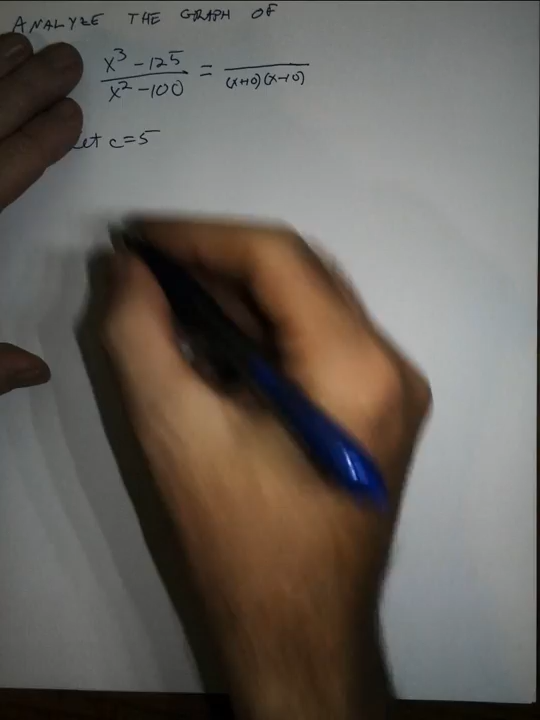 ANALYZE THE GRAPH OF
x³ - 125 / x² - 100 = / (x+10)(x-10)
c=5